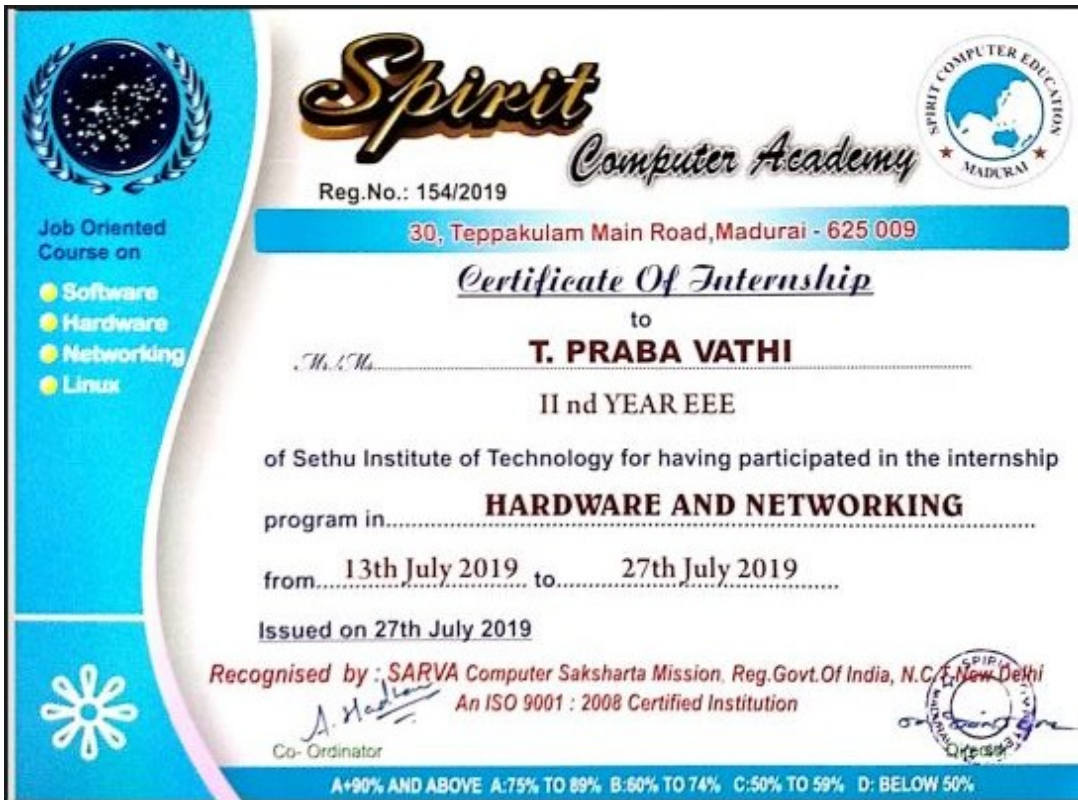 Spirit
Computer Academy
SPIRIT COMPUTER EDUCATION
MADURAI
Reg.No.: 154/2019
30, Teppakulam Main Road,Madurai - 625 009
Job Oriented
Course on
Software
Hardware
Networking
Linux
Certificate Of Internship
to
Mr./Ms. T. PRABA VATHI
II nd YEAR EEE
of Sethu Institute of Technology for having participated in the internship
program in HARDWARE AND NETWORKING
from 13th July 2019 to 27th July 2019
Issued on 27th July 2019
Recognised by : SARVA Computer Saksharta Mission, Reg.Govt.Of India, N.C.T,New Delhi
An ISO 9001 : 2008 Certified Institution
Co- Ordinator
Director
A+90% AND ABOVE A:75% TO 89% B:60% TO 74% C:50% TO 59% D: BELOW 50%